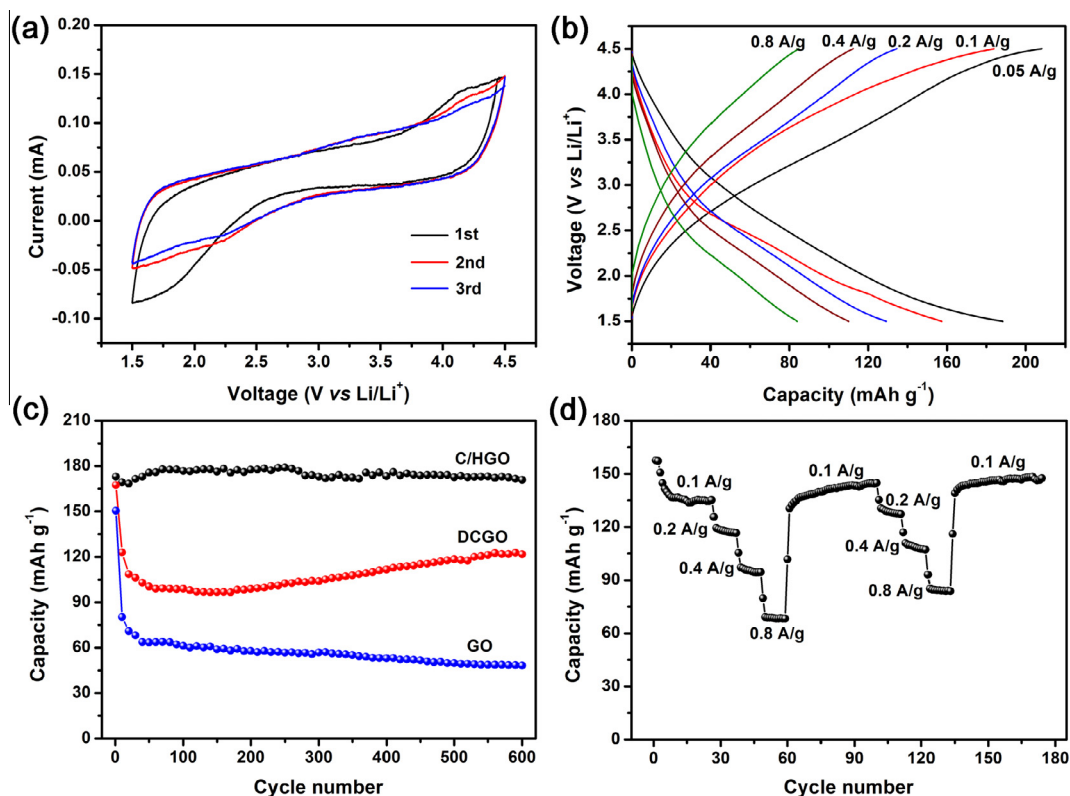 (a)
0.20
0.15
0.10
0.05
0.00
-0.05
-0.10
Current (mA)
1st
2nd
3rd
1.5 2.0 2.5 3.0 3.5 4.0 4.5
Voltage (V vs Li/Li⁺)
(b)
0.8 A/g 0.4 A/g 0.2 A/g 0.1 A/g
0.05 A/g
4.5
4.0
3.5
3.0
2.5
2.0
1.5
Voltage (V vs Li/Li⁺)
0 40 80 120 160 200
Capacity (mAh g⁻¹)
(c)
210
180
150
120
90
60
30
0
Capacity (mAh g⁻¹)
C/HGO
DCGO
GO
0 100 200 300 400 500 600
Cycle number
(d)
180
150
120
90
60
30
0
Capacity (mAh g⁻¹)
0.1 A/g
0.2 A/g
0.4 A/g
0.8 A/g
0.1 A/g
0.2 A/g
0.4 A/g
0.8 A/g
0.1 A/g
0 30 60 90 120 150 180
Cycle number